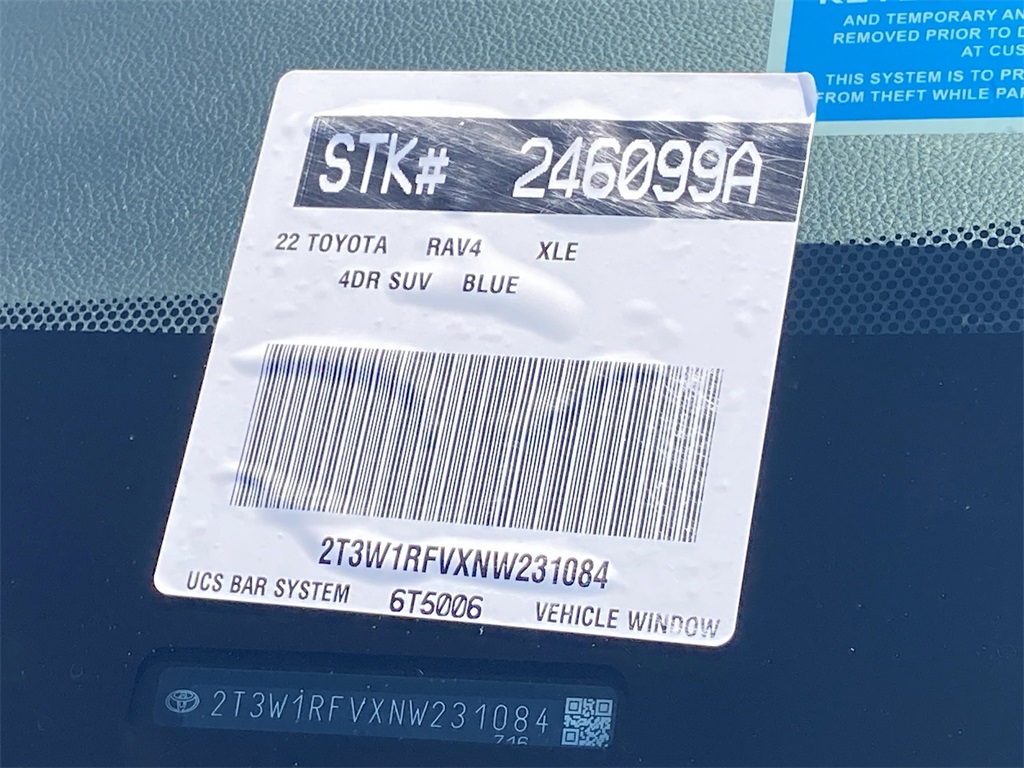 AND TEMPORARY AN
REMOVED PRIOR TO D
AT CUS
THIS SYSTEM IS TO PR
FROM THEFT WHILE PAR
STK# 246099A
22 TOYOTA RAV4 XLE
4DR SUV BLUE
2T3W1RFVXNW231084
UCS BAR SYSTEM 6T5006 VEHICLE WINDOW
2T3W1RFVXNW231084